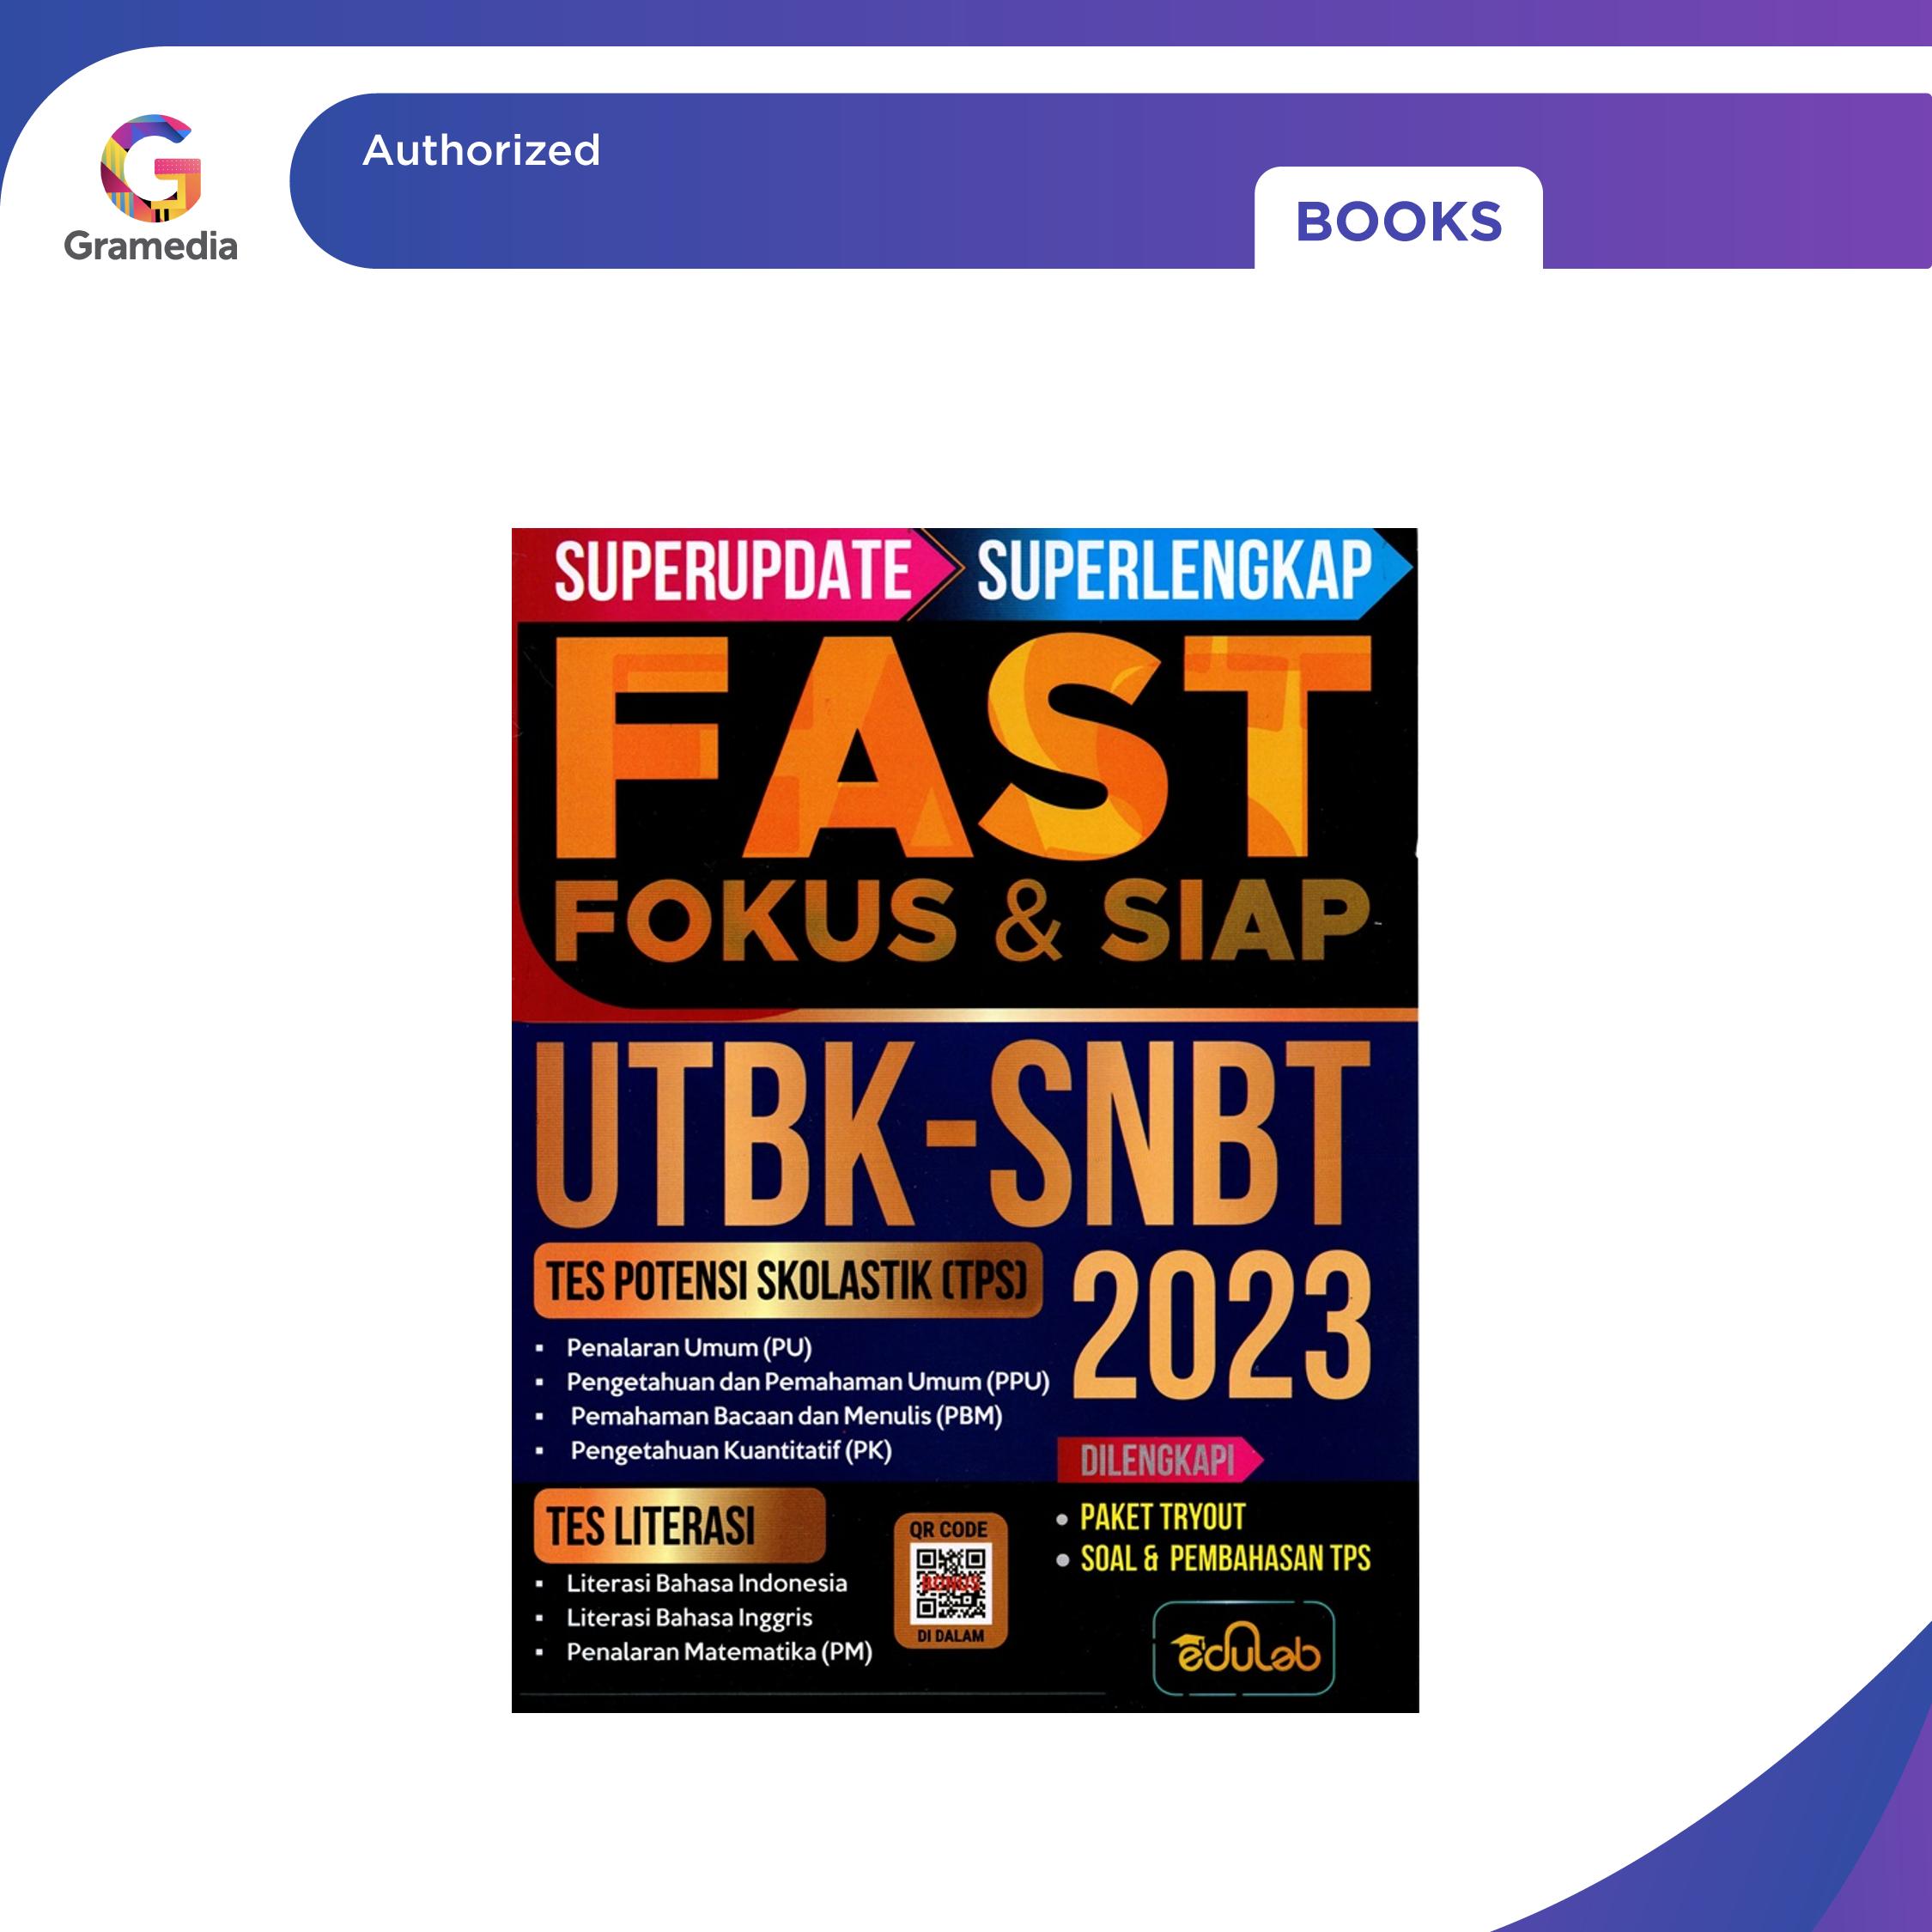 Gramedia
Authorized
BOOKS
SUPERUPDATE SUPERLENGKAP
FAST
FOKUS & SIAP
UTBK-SNBT
2023
TES POTENSI SKOLASTIK (TPS)
▪ Penalaran Umum (PU)
▪ Pengetahuan dan Pemahaman Umum (PPU)
▪ Pemahaman Bacaan dan Menulis (PBM)
▪ Pengetahuan Kuantitatif (PK)
TES LITERASI
▪ Literasi Bahasa Indonesia
▪ Literasi Bahasa Inggris
▪ Penalaran Matematika (PM)
QR CODE
BONUS
DI DALAM
DILENGKAPI
• PAKET TRYOUT
• SOAL & PEMBAHASAN TPS
edulab